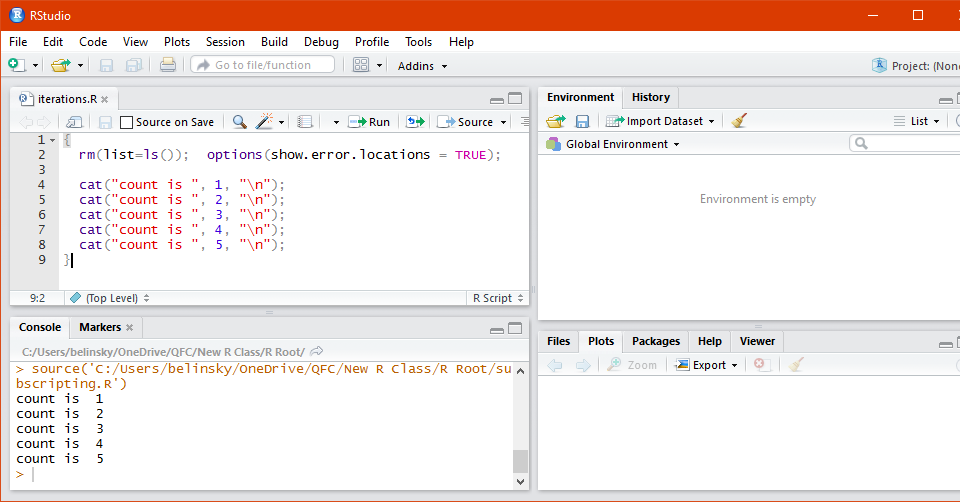 RStudio
File Edit Code View Plots Session Build Debug Profile Tools Help
Go to file/function Addins Project: (None
iterations.R
Source on Save Run Source
1 {
2 rm(list=ls());  options(show.error.locations = TRUE);
3
4 cat("count is ", 1, "\n");
5 cat("count is ", 2, "\n");
6 cat("count is ", 3, "\n");
7 cat("count is ", 4, "\n");
8 cat("count is ", 5, "\n");
9 }
9:2 (Top Level) R Script
Console Markers
C:/Users/belinsky/OneDrive/QFC/New R Class/R Root/
> source('C:/Users/belinsky/OneDrive/QFC/New R Class/R Root/su
bscripting.R')
count is  1
count is  2
count is  3
count is  4
count is  5
>
Environment History
Import Dataset List
Global Environment
Environment is empty
Files Plots Packages Help Viewer
Zoom Export